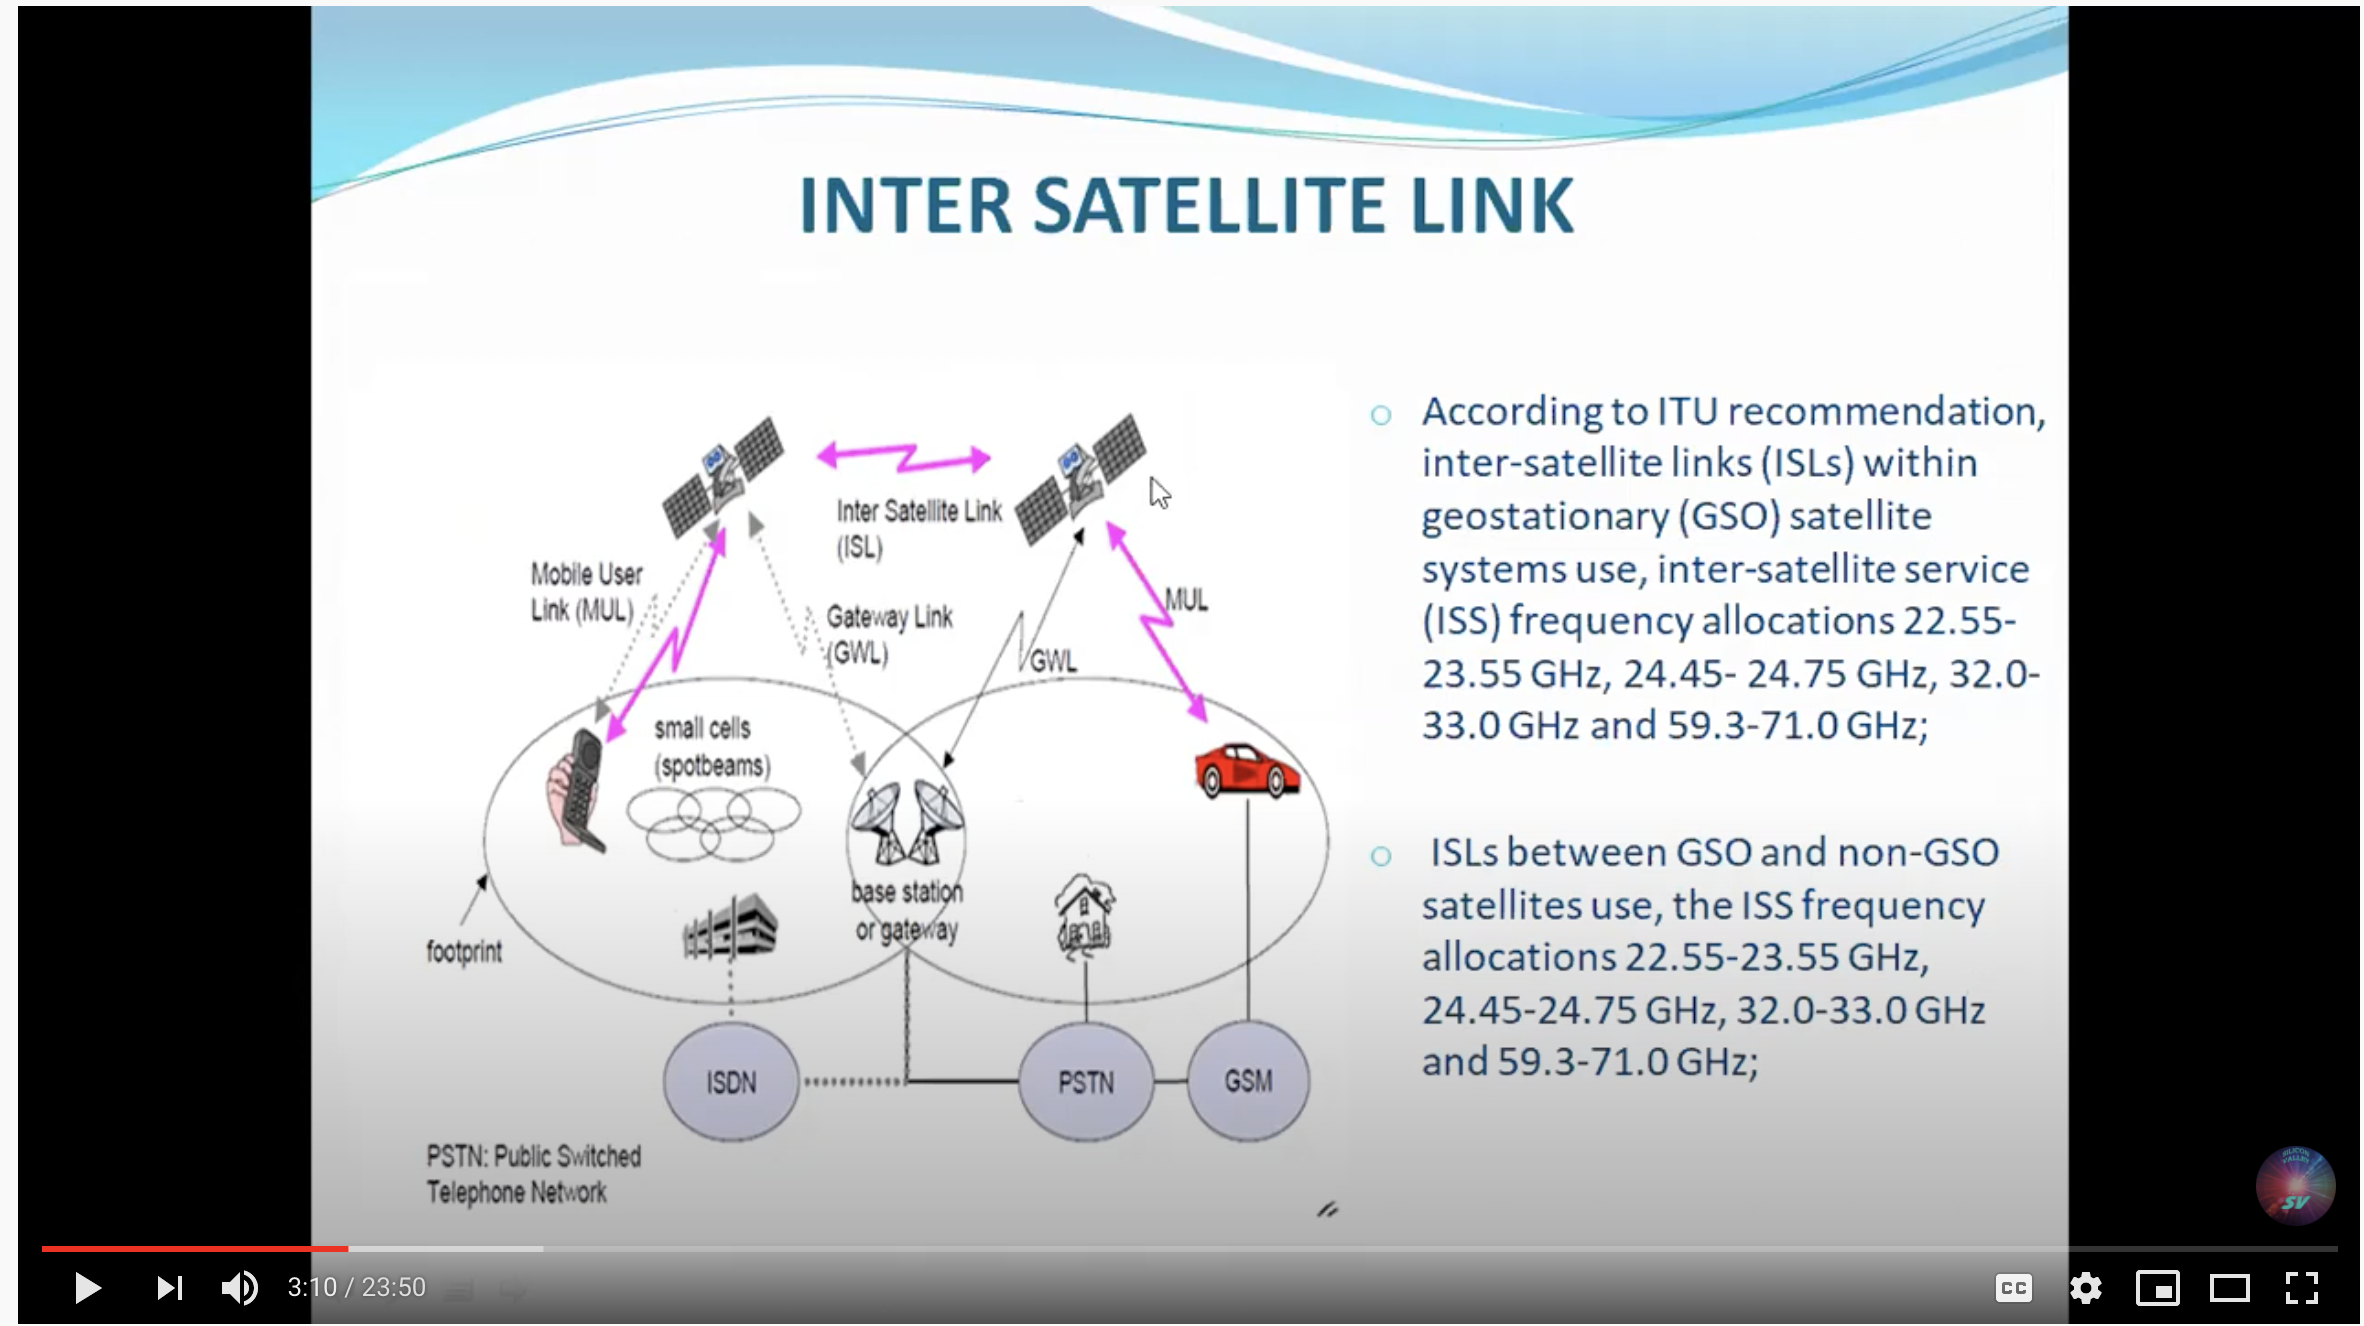 INTER SATELLITE LINK
Inter Satellite Link
(ISL)
Mobile User
Link (MUL)
Gateway Link
(GWL)
GWL
MUL
small cells
(spotbeams)
base station
or gateway
footprint
ISDN
PSTN
GSM
PSTN: Public Switched
Telephone Network
According to ITU recommendation,
inter-satellite links (ISLs) within
geostationary (GSO) satellite
systems use, inter-satellite service
(ISS) frequency allocations 22.55-
23.55 GHz, 24.45- 24.75 GHz, 32.0-
33.0 GHz and 59.3-71.0 GHz;
ISLs between GSO and non-GSO
satellites use, the ISS frequency
allocations 22.55-23.55 GHz,
24.45-24.75 GHz, 32.0-33.0 GHz
and 59.3-71.0 GHz;
SILICON
VALLEY
SV
3:10 / 23:50
CC